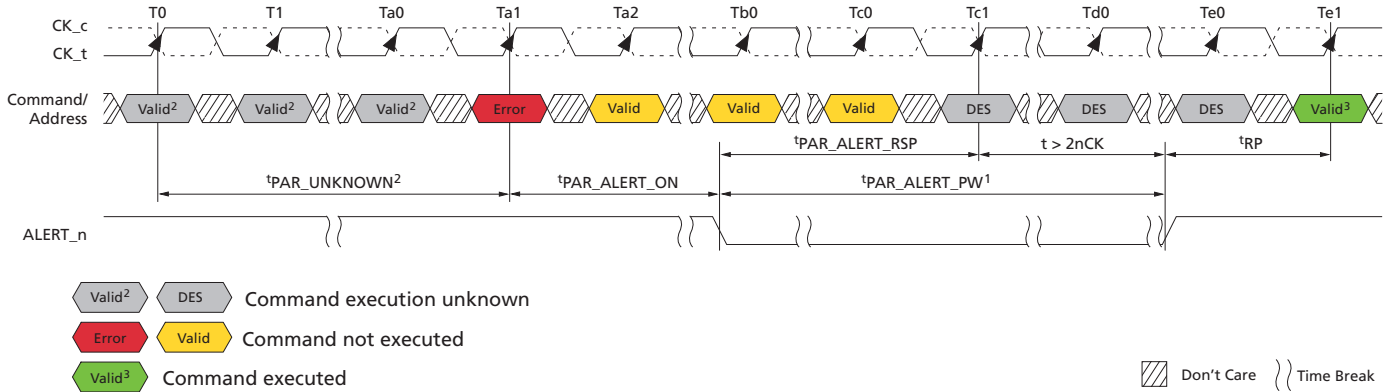 T0 T1 Ta0 Ta1 Ta2 Tb0 Tc0 Tc1 Td0 Te0 Te1
CK_c
CK_t
Command/
Address
Valid² Valid² Valid² Error Valid Valid Valid DES DES DES Valid³
tPAR_ALERT_RSP t > 2nCK tRP
tPAR_UNKNOWN² tPAR_ALERT_ON tPAR_ALERT_PW¹
ALERT_n
Valid² DES Command execution unknown
Error Valid Command not executed
Valid³ Command executed
Don't Care Time Break